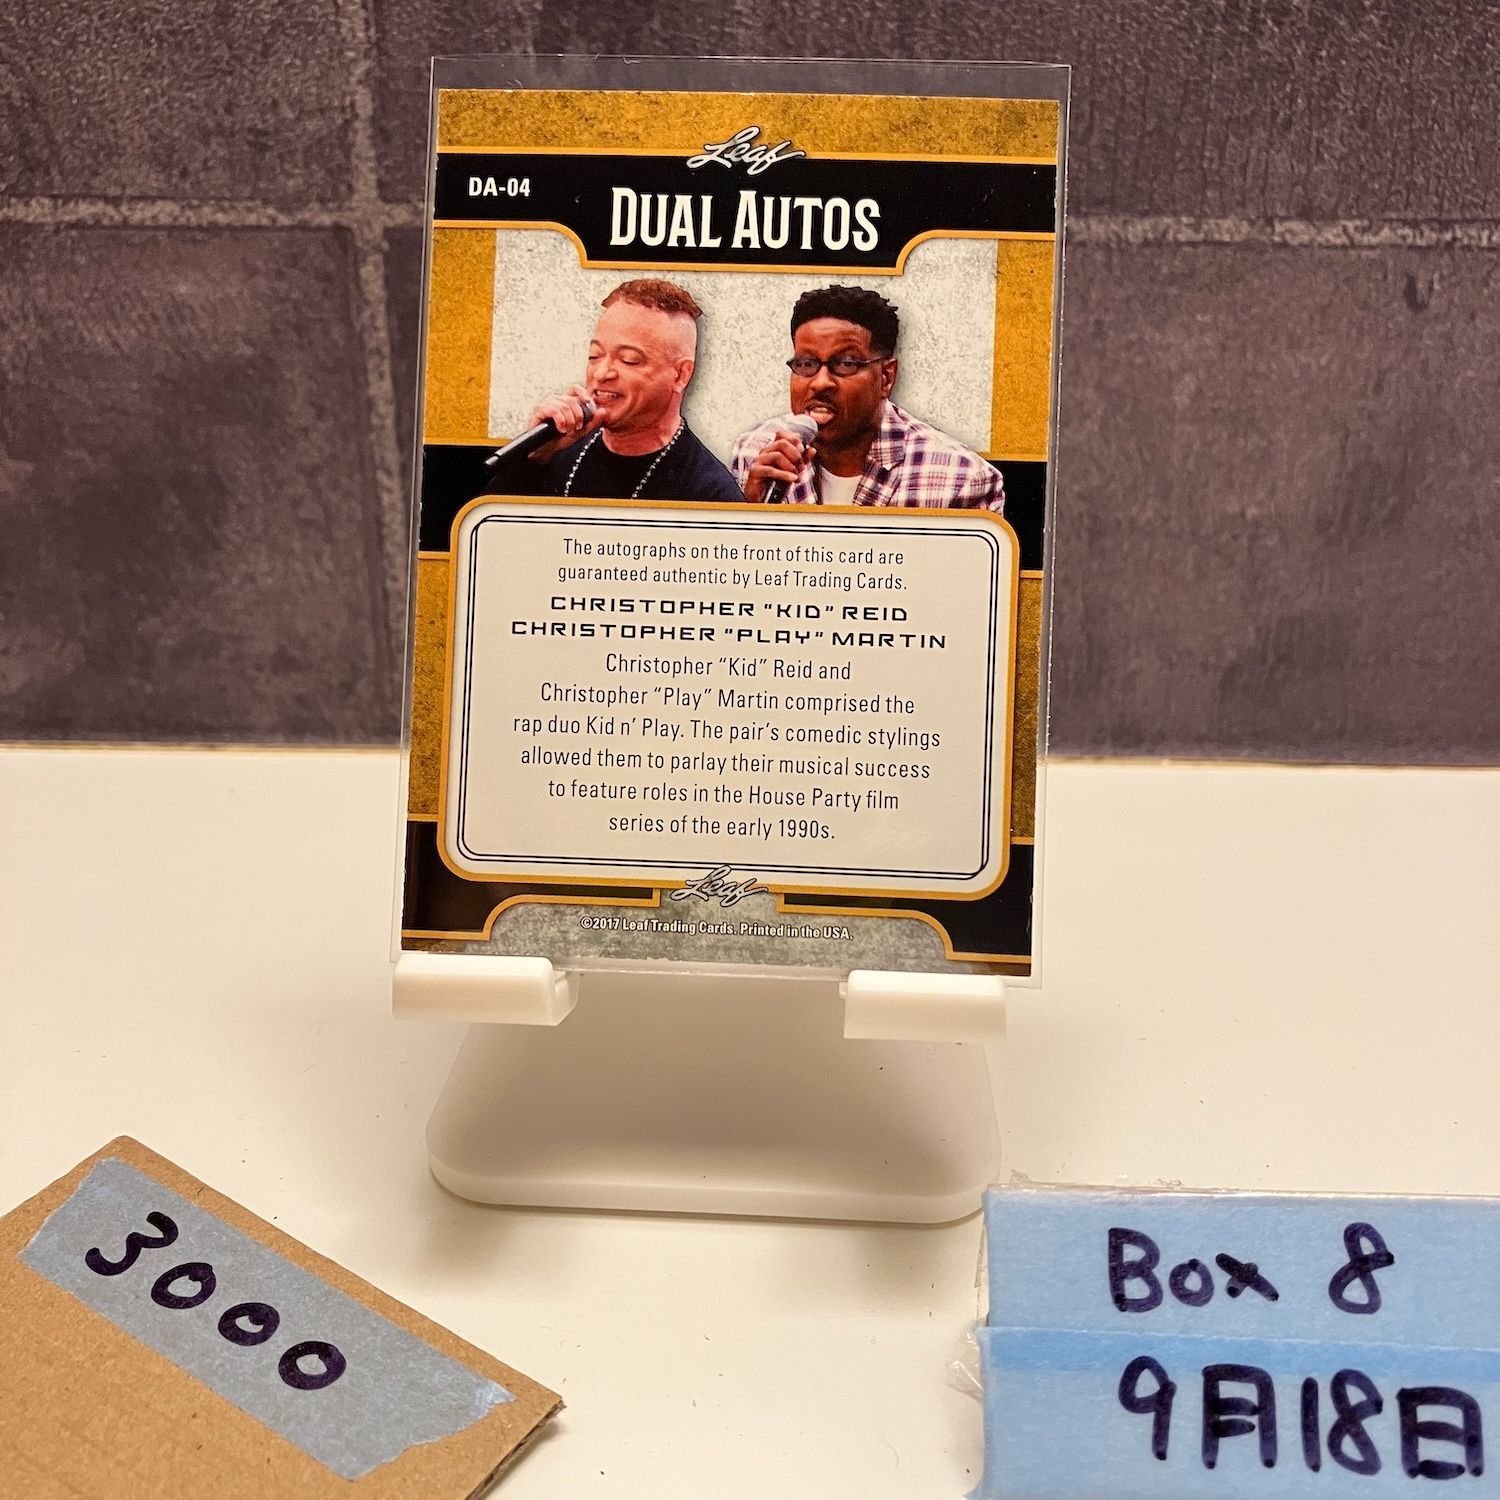 Leaf
DA-04
DUAL AUTOS
The autographs on the front of this card are
guaranteed authentic by Leaf Trading Cards.
CHRISTOPHER "KID" REID
CHRISTOPHER "PLAY" MARTIN
Christopher “Kid” Reid and
Christopher “Play” Martin comprised the
rap duo Kid n’ Play. The pair’s comedic stylings
allowed them to parlay their musical success
to feature roles in the House Party film
series of the early 1990s.
Leaf
©2017 Leaf Trading Cards. Printed in the USA.
3000
Box 8
9月18日